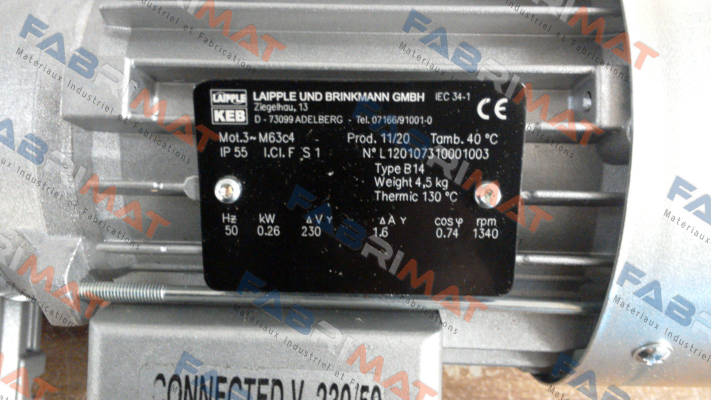 LAIPPLE
KEB
LAIPPLE UND BRINKMANN GMBH IEC 34-1
Ziegelhau, 13
D - 73099 ADELBERG - Tel. 07166/91001-0
CE
Mot.3~ M63c4 Prod. 11/20 Tamb. 40 °C
IP 55 I.Cl. F S 1 N° L120107310001003
Type B14
Weight 4,5 kg
Thermic 130 °C
Hz kW Δ V Y Δ A Y cos φ rpm
50 0.26 230 1.6 0.74 1340
CONNECTED V. 230/50
FABRIMAT
Matériaux Industriel et Fabrications